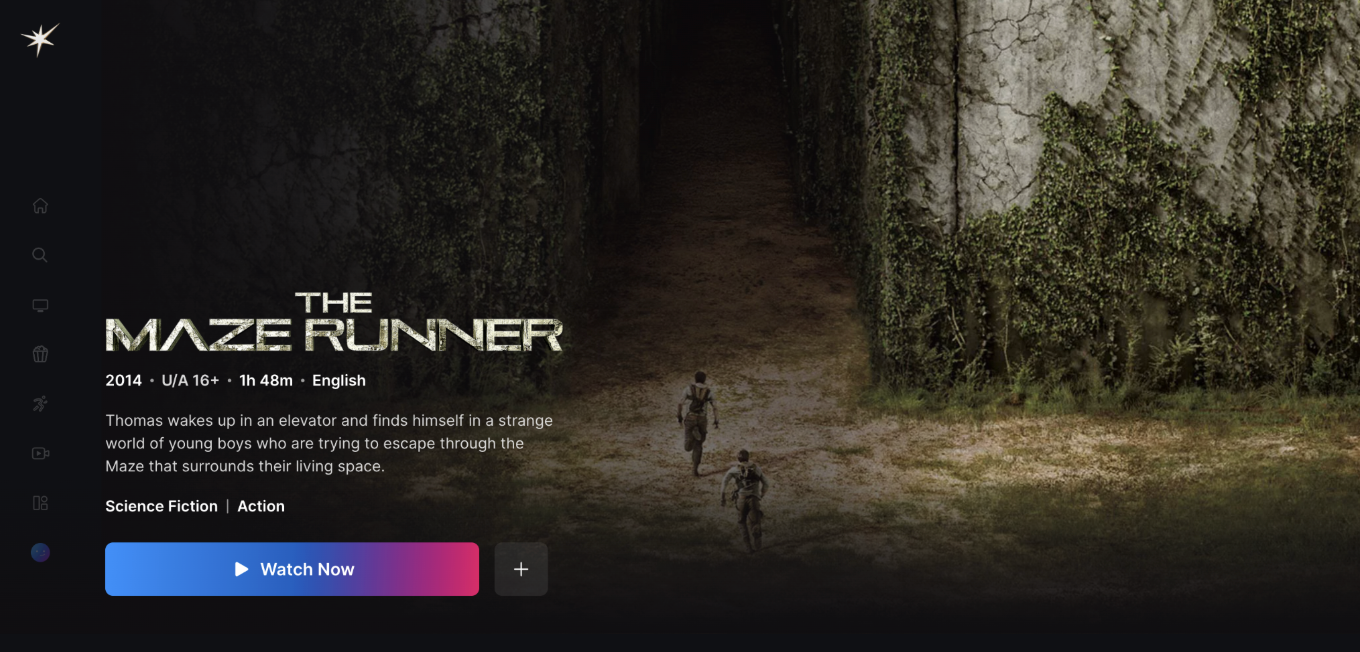 THE
MAZE RUNNER
2014 • U/A 16+ • 1h 48m • English
Thomas wakes up in an elevator and finds himself in a strange
world of young boys who are trying to escape through the
Maze that surrounds their living space.
Science Fiction | Action
Watch Now